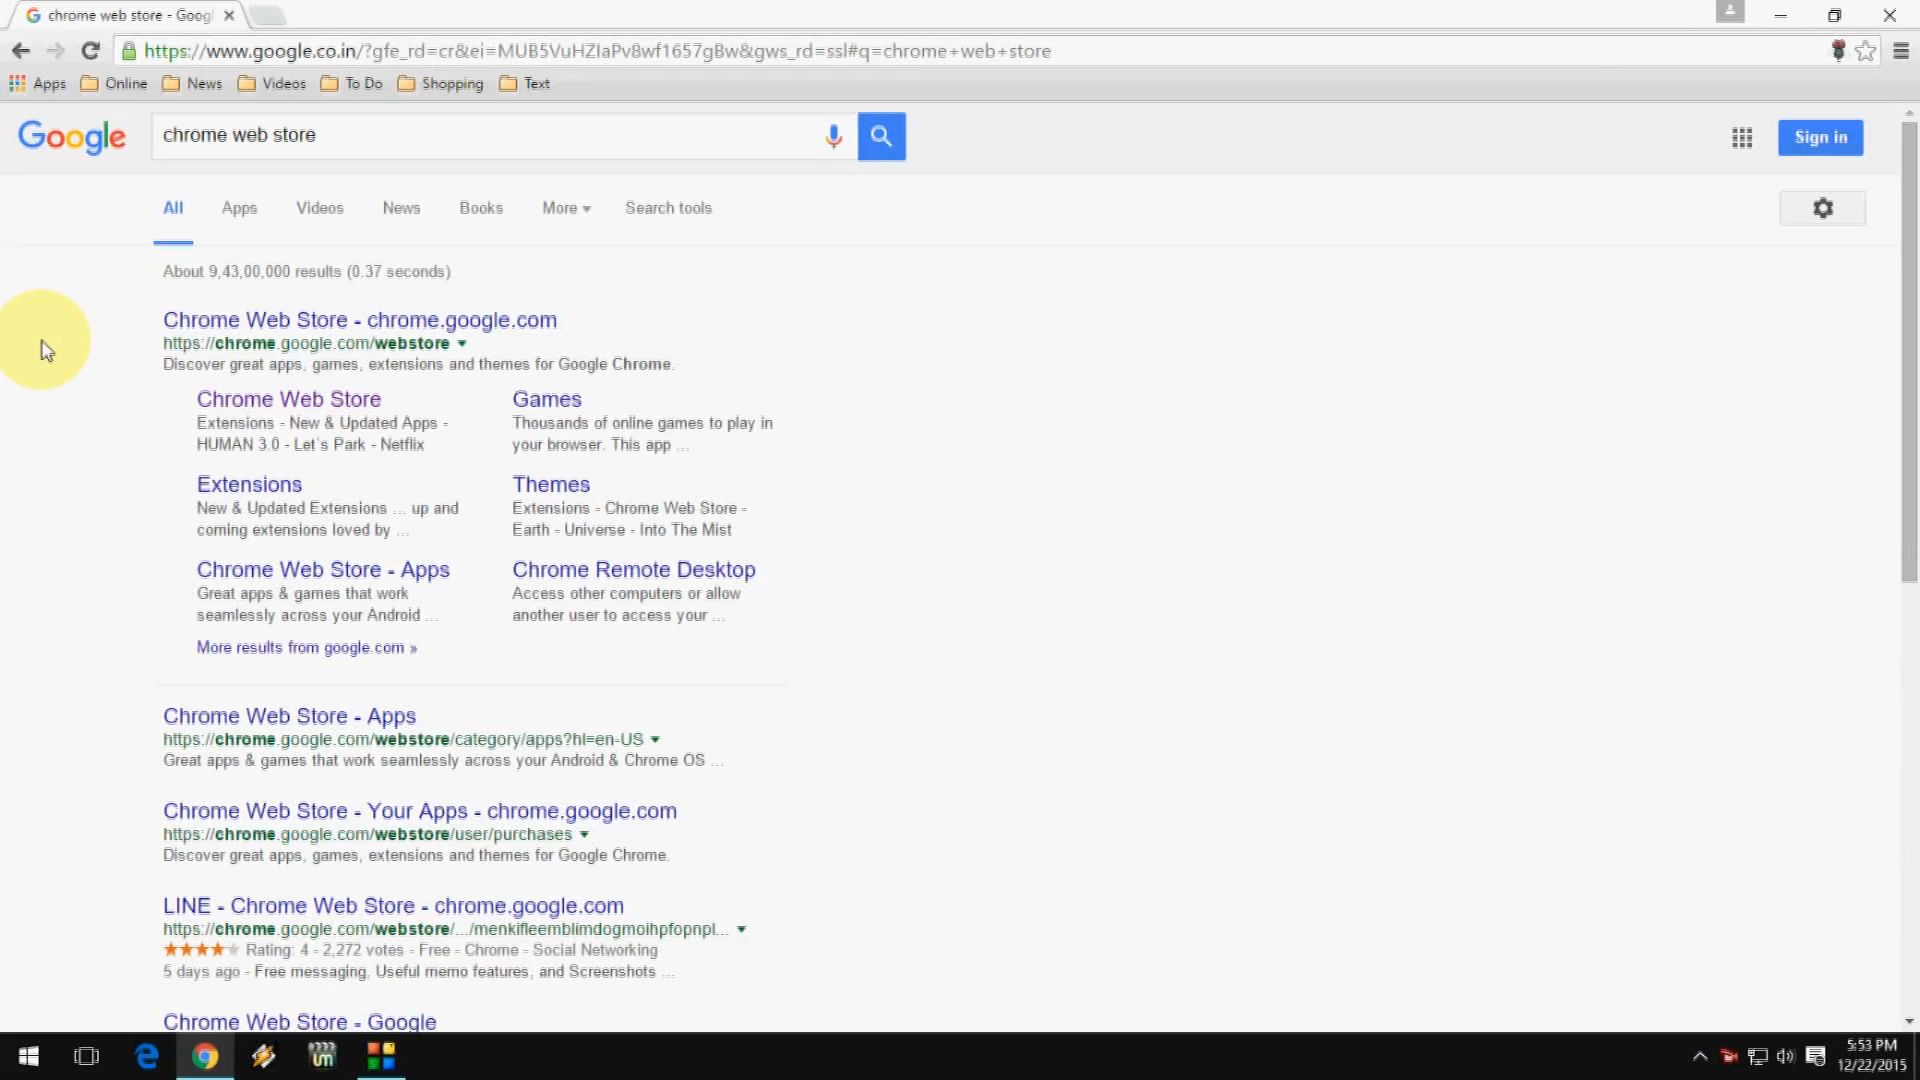 chrome web store - Googl
https://www.google.co.in/?gfe_rd=cr&ei=MUB5VuHZIaPv8wf1657gBw&gws_rd=ssl#q=chrome+web+store
Apps Online News Videos To Do Shopping Text
Google chrome web store Sign in
All Apps Videos News Books More Search tools
About 9,43,00,000 results (0.37 seconds)
Chrome Web Store - chrome.google.com
https://chrome.google.com/webstore
Discover great apps, games, extensions and themes for Google Chrome.
Chrome Web Store
Extensions - New & Updated Apps -
HUMAN 3.0 - Let`s Park - Netflix
Games
Thousands of online games to play in
your browser. This app ...
Extensions
New & Updated Extensions ... up and
coming extensions loved by ...
Themes
Extensions - Chrome Web Store -
Earth - Universe - Into The Mist
Chrome Web Store - Apps
Great apps & games that work
seamlessly across your Android ...
Chrome Remote Desktop
Access other computers or allow
another user to access your ...
More results from google.com »
Chrome Web Store - Apps
https://chrome.google.com/webstore/category/apps?hl=en-US
Great apps & games that work seamlessly across your Android & Chrome OS ...
Chrome Web Store - Your Apps - chrome.google.com
https://chrome.google.com/webstore/user/purchases
Discover great apps, games, extensions and themes for Google Chrome.
LINE - Chrome Web Store - chrome.google.com
https://chrome.google.com/webstore/.../menkifleemblimdogmoihpfopnpl...
Rating: 4 - 2,272 votes - Free - Chrome - Social Networking
5 days ago - Free messaging, Useful memo features, and Screenshots ...
Chrome Web Store - Google
5:53 PM
12/22/2015